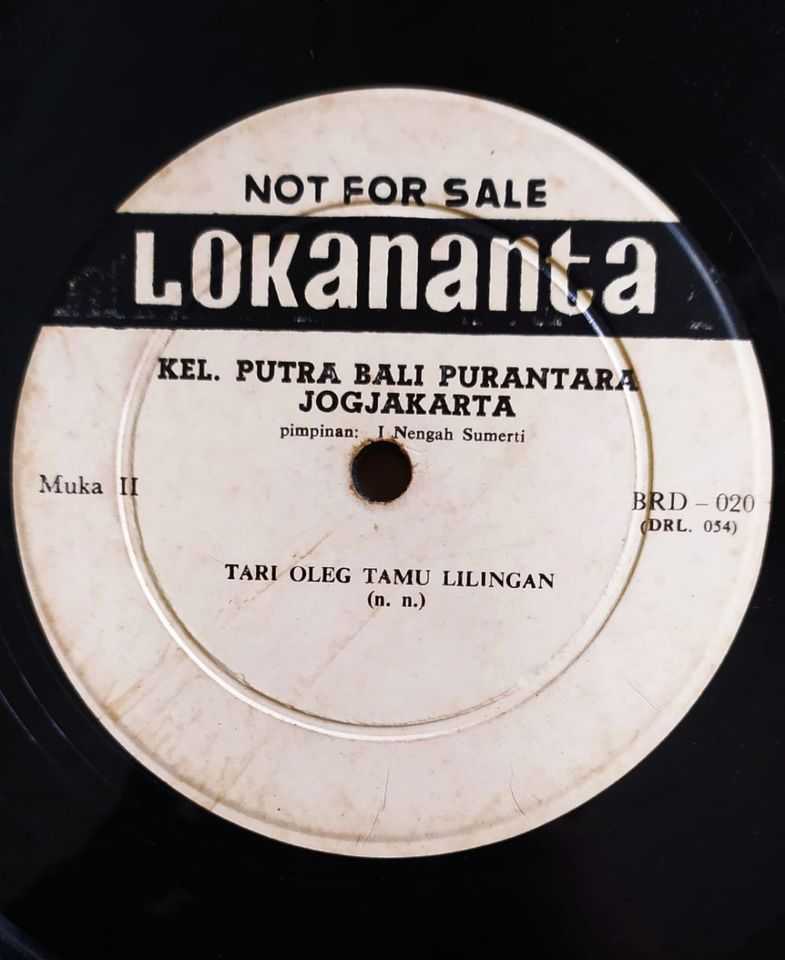 NOT FOR SALE
LOKananta
KEL. PUTRA BALI PURANTARA
JOGJAKARTA
pimpinan: I Nengah Sumerti
Muka II
BRD – 020
(DRL. 054)
TARI OLEG TAMU LILINGAN
(n. n.)